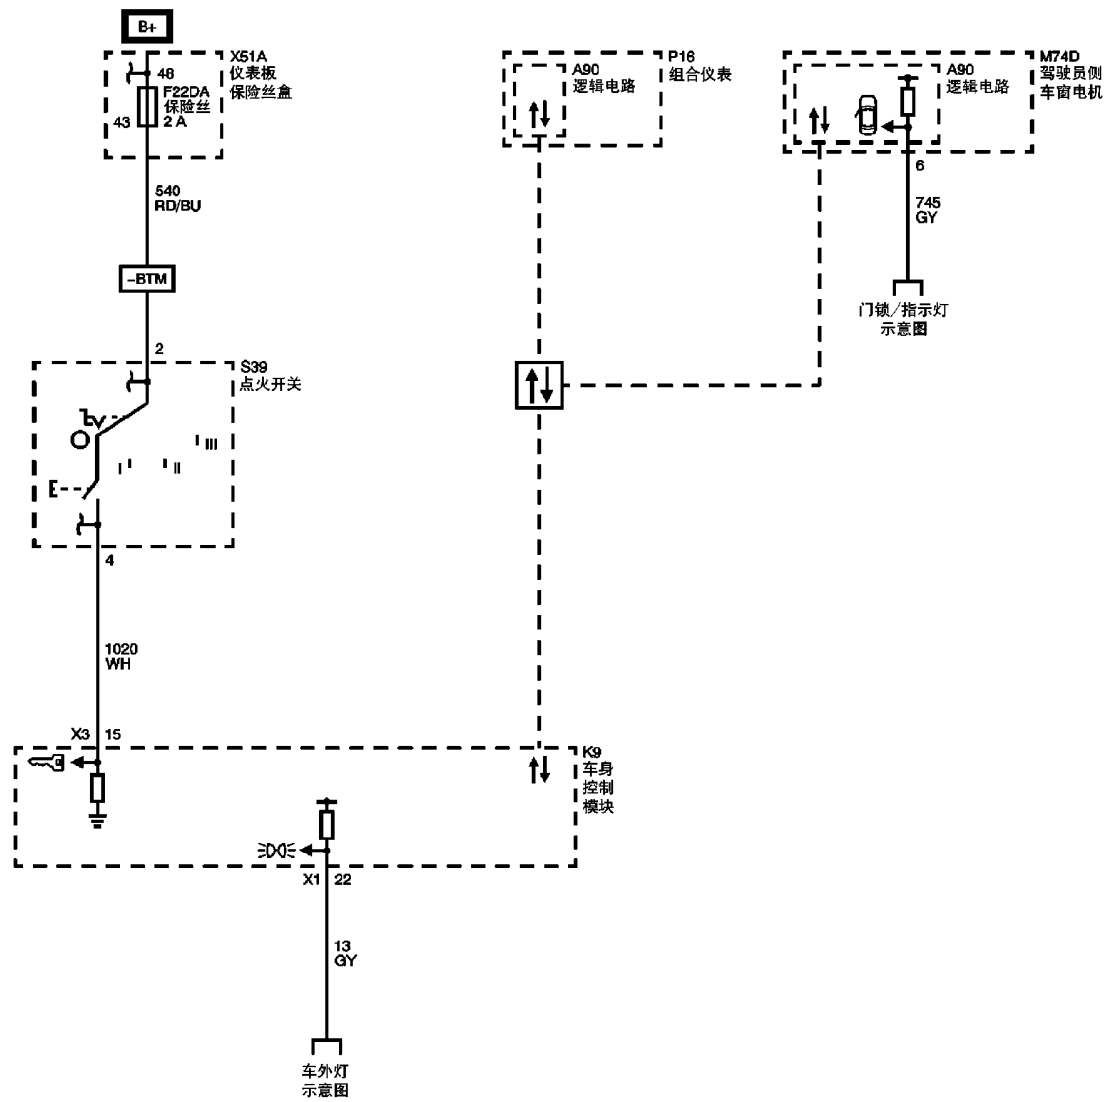 B+
X51A
仪表板
保险丝盒
48
F22DA
保险丝
2 A
43
540
RD/BU
-BTM
2
S39
点火开关
I
II
III
4
1020
WH
X3
15
P16
组合仪表
A90
逻辑电路
M74D
驾驶员侧
车窗电机
A90
逻辑电路
6
745
GY
门锁/指示灯
示意图
K9
车身
控制
模块
X1
22
13
GY
车外灯
示意图